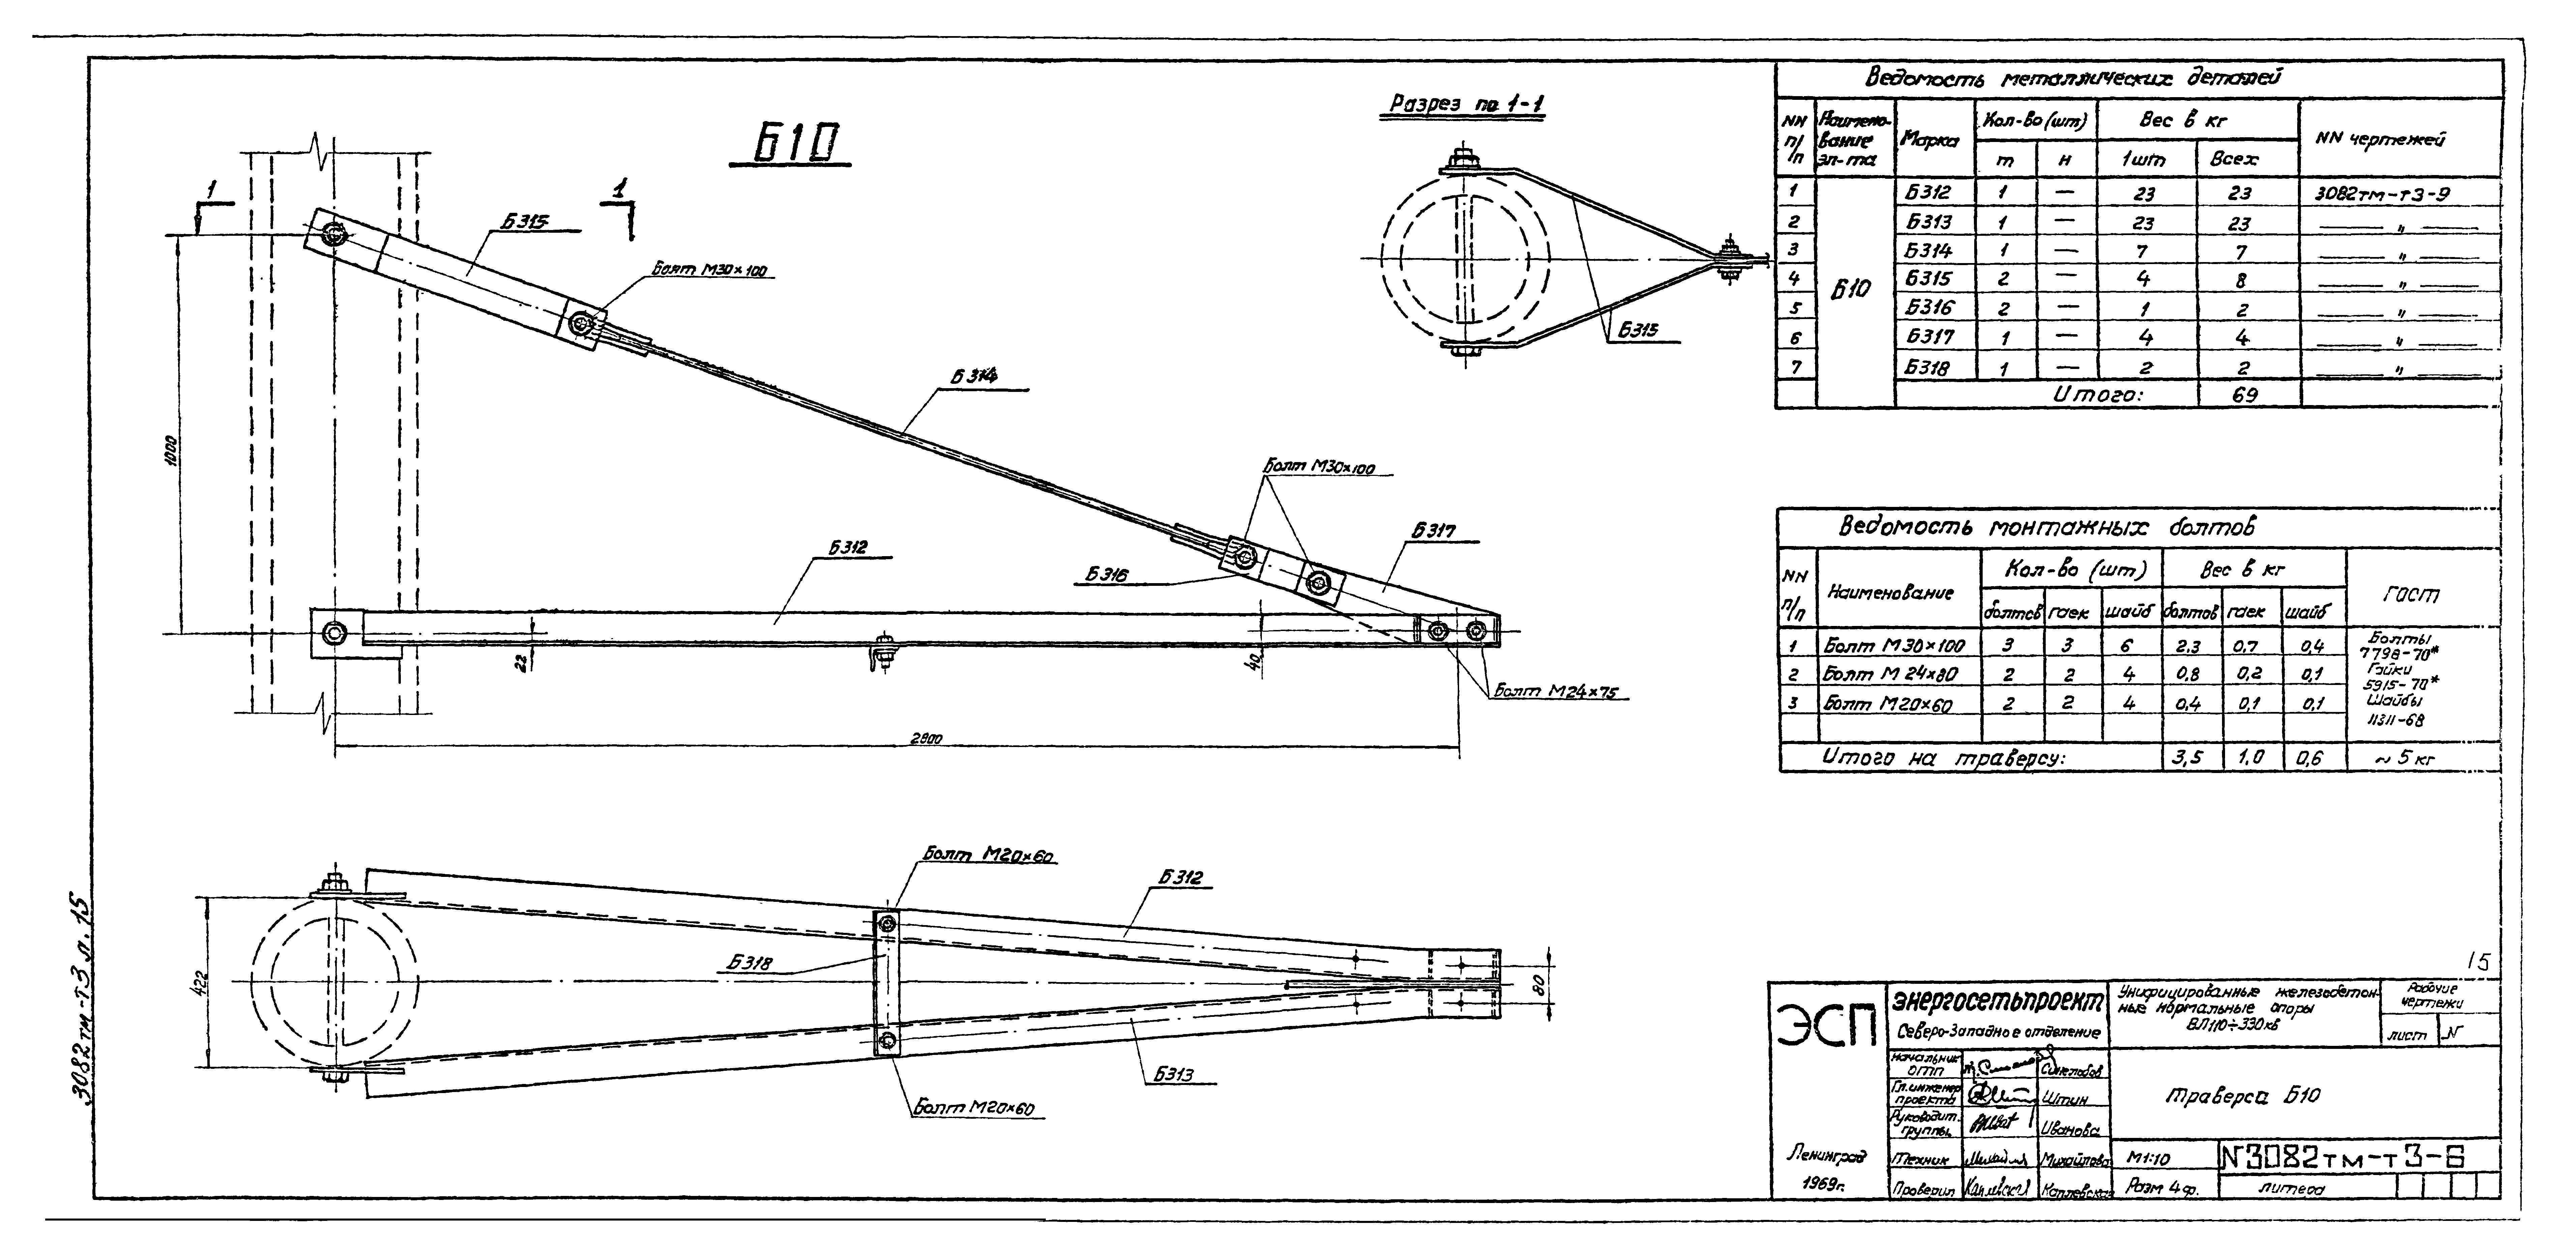 Б10
1 1
Б315
Болт М30×100
Б314
1000
Болт М30×100
Б312
Б316
Б317
22
40
Болт М24×75
2800
Разрез по 1-1
Б315
Болт М20×60
Б312
Б318
422
80
Б313
Болт М20×60
3082тм-т3 л. 15
Ведомость металлических деталей
NN п/п Наимено-вание эл-та Марка Кол-во (шт) Вес в кг NN чертежей
т н 1шт Всех
1 Б10 Б312 1 — 23 23 3082тм-т3-9
2 Б313 1 — 23 23 — " —
3 Б314 1 — 7 7 — " —
4 Б315 2 — 4 8 — " —
5 Б316 2 — 1 2 — " —
6 Б317 1 — 4 4 — " —
7 Б318 1 — 2 2 — " —
Итого: 69
Ведомость монтажных болтов
NN п/п Наименование Кол-во (шт) Вес в кг гост
болтов гаек шайб болтов гаек шайб
1 Болт М30×100 3 3 6 2.3 0,7 0,4
2 Болт М24×80 2 2 4 0,8 0,2 0,1
3 Болт М20×60 2 2 4 0,4 0,1 0,1
Болты
7798-70*
Гайки
5915-70*
Шайбы
11311-68
Итого на траверсу: 3,5 1,0 0,6 ~ 5 кг
15
ЭСП
Ленинград
1969г.
энергосетьпроект
Северо-Западное отделение
Унифицированные железобетон-
ные нормальные опоры
ВЛ110÷330кв
Рабочие
чертежи
лист N
Начальник ОТП Синелобов
Гл. инженер проекта Штин
Руководит. группы Иванова
Техник Михайлова
Проверил Каплевская
Траверса Б10
М1:10
Разм 4ф.
N3082тм-т3-6
литера